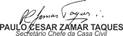 PAULO CESAR ZAMAR TAQUES
Secretário Chefe da Casa Civil